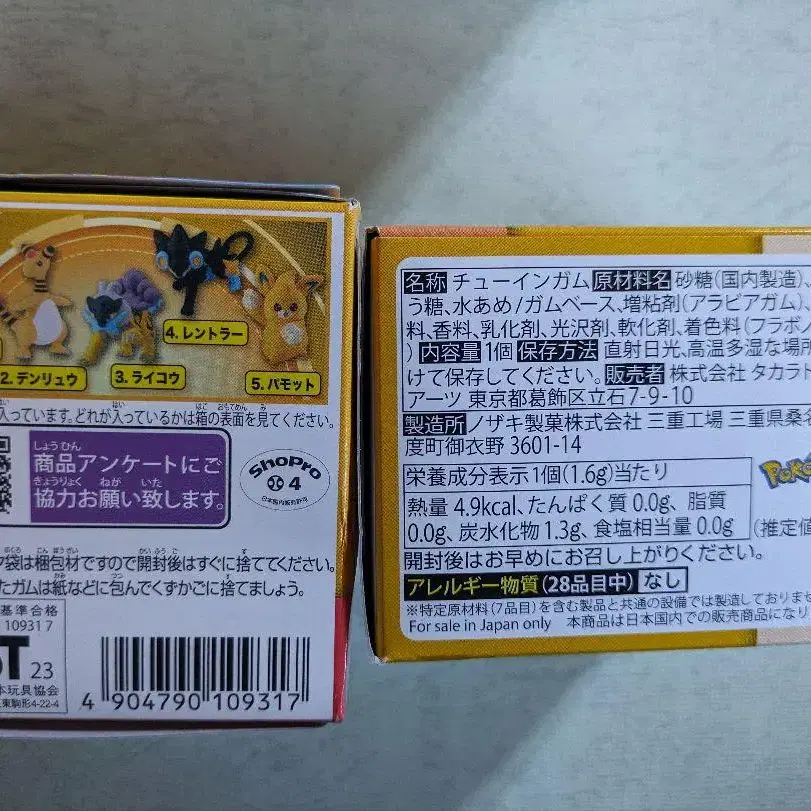 2. デンリュウ
3. ライコウ
4. レントラー
5. パモット
入っています。どれが入っているかは箱の表面を見てください。
しょうひん
商品アンケートにご
きょうりょく ねが いた
協力お願い致します。
ShoPro
4
日本国内販売許可
袋は梱包材ですので開封後はすぐに捨ててください。
たガムは紙などに包んでくずかごに捨てましょう。
基準合格
109317
ST 23
本玩具協会
東駒形4-22-4
4 904790 109317
名称 チューインガム 原材料名 砂糖(国内製造)、
う糖、水あめ/ガムベース、増粘剤(アラビアガム)、
料、香料、乳化剤、光沢剤、軟化剤、着色料(フラボ
) 内容量 1個 保存方法 直射日光、高温多湿な場所
けて保存してください。 販売者 株式会社 タカラト
アーツ 東京都葛飾区立石7-9-10
製造所 ノザキ製菓株式会社 三重工場 三重県桑名
度町御衣野 3601-14
栄養成分表示 1個(1.6g)当たり
熱量 4.9kcal、たんぱく質 0.0g、脂質
0.0g、炭水化物 1.3g、食塩相当量 0.0g
(推定値
Pok
開封後はお早めにお召し上がりください。
アレルギー物質(28品目中) なし
※特定原材料(7品目)を含む製品と共通の設備では製造しておりませ
For sale in Japan only 本商品は日本国内での販売商品になり